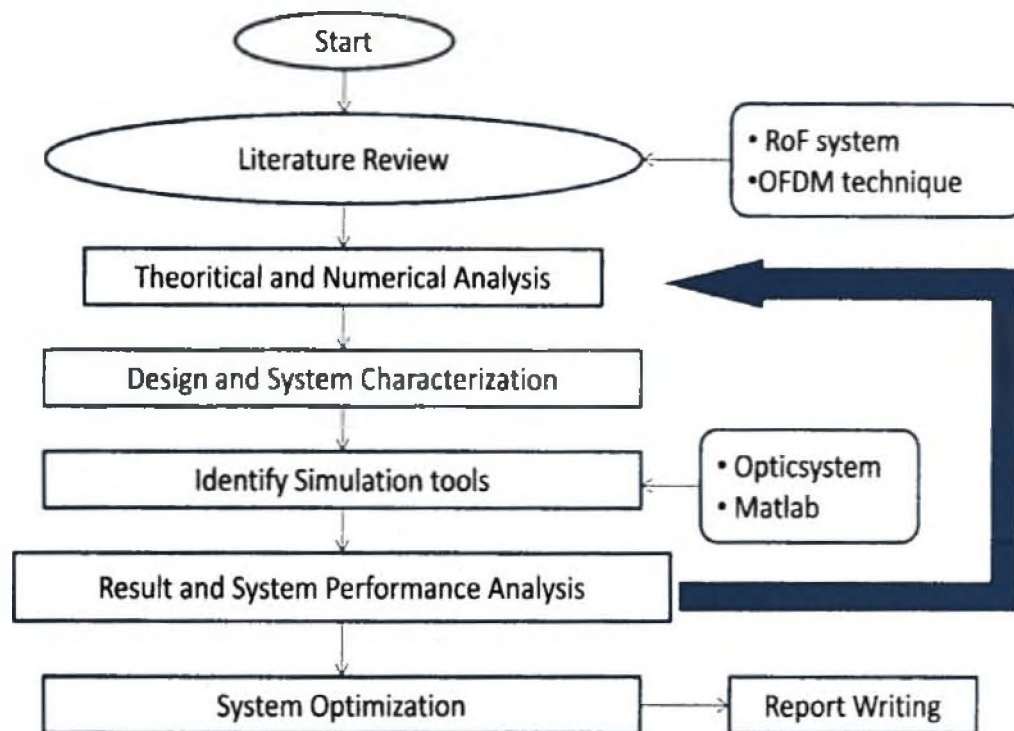 Start
Literature Review
• RoF system
•OFDM technique
Theoritical and Numerical Analysis
Design and System Characterization
Identify Simulation tools
• Opticsystem
• Matlab
Result and System Performance Analysis
System Optimization
Report Writing